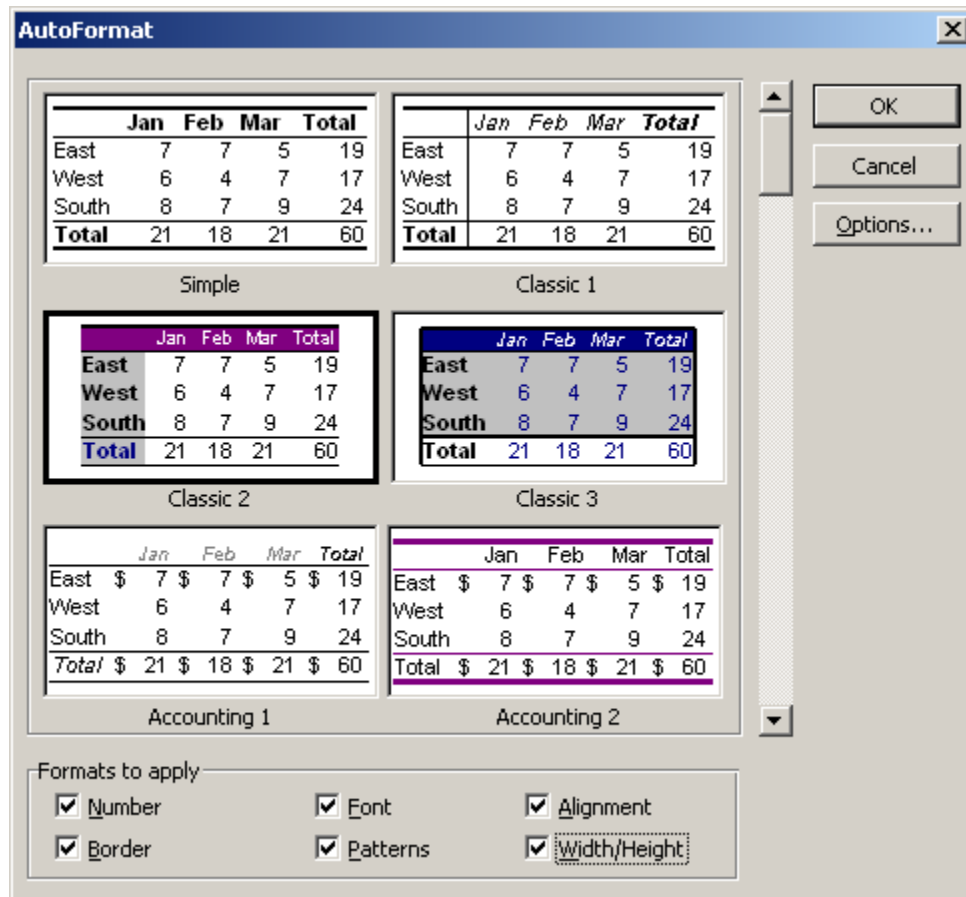 AutoFormat
Jan Feb Mar Total
East 7 7 5 19
West 6 4 7 17
South 8 7 9 24
Total 21 18 21 60
Simple
Jan Feb Mar Total
East 7 7 5 19
West 6 4 7 17
South 8 7 9 24
Total 21 18 21 60
Classic 1
Jan Feb Mar Total
East 7 7 5 19
West 6 4 7 17
South 8 7 9 24
Total 21 18 21 60
Classic 2
Jan Feb Mar Total
East 7 7 5 19
West 6 4 7 17
South 8 7 9 24
Total 21 18 21 60
Classic 3
Jan Feb Mar Total
East $ 7 $ 7 $ 5 $ 19
West 6 4 7 17
South 8 7 9 24
Total $ 21 $ 18 $ 21 $ 60
Accounting 1
Jan Feb Mar Total
East $ 7 $ 7 $ 5 $ 19
West 6 4 7 17
South 8 7 9 24
Total $ 21 $ 18 $ 21 $ 60
Accounting 2
OK
Cancel
Options...
Formats to apply
Number Font Alignment
Border Patterns Width/Height